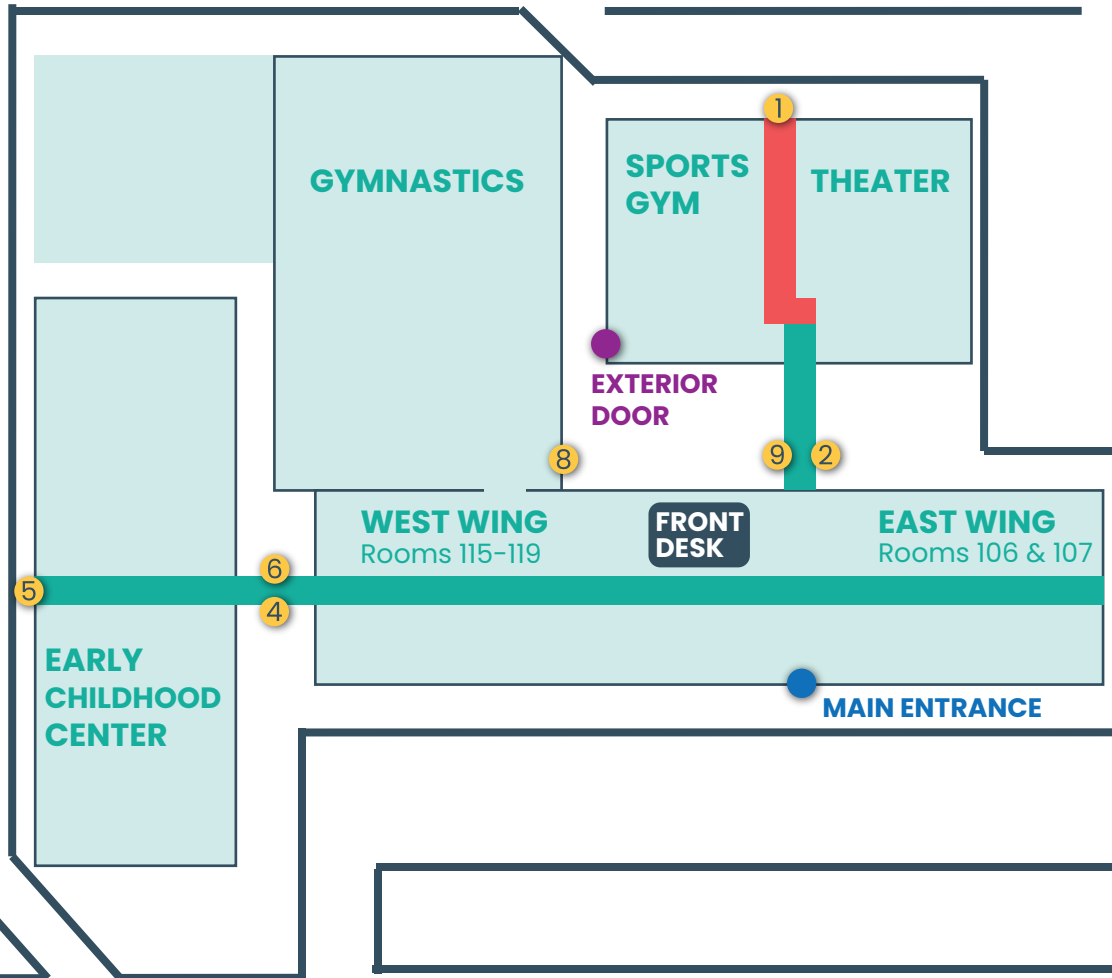 1
SPORTS
GYM
THEATER
GYMNASTICS
EXTERIOR
DOOR
8
9
2
WEST WING
Rooms 115-119
FRONT
DESK
EAST WING
Rooms 106 & 107
6
5
4
EARLY
CHILDHOOD
CENTER
MAIN ENTRANCE